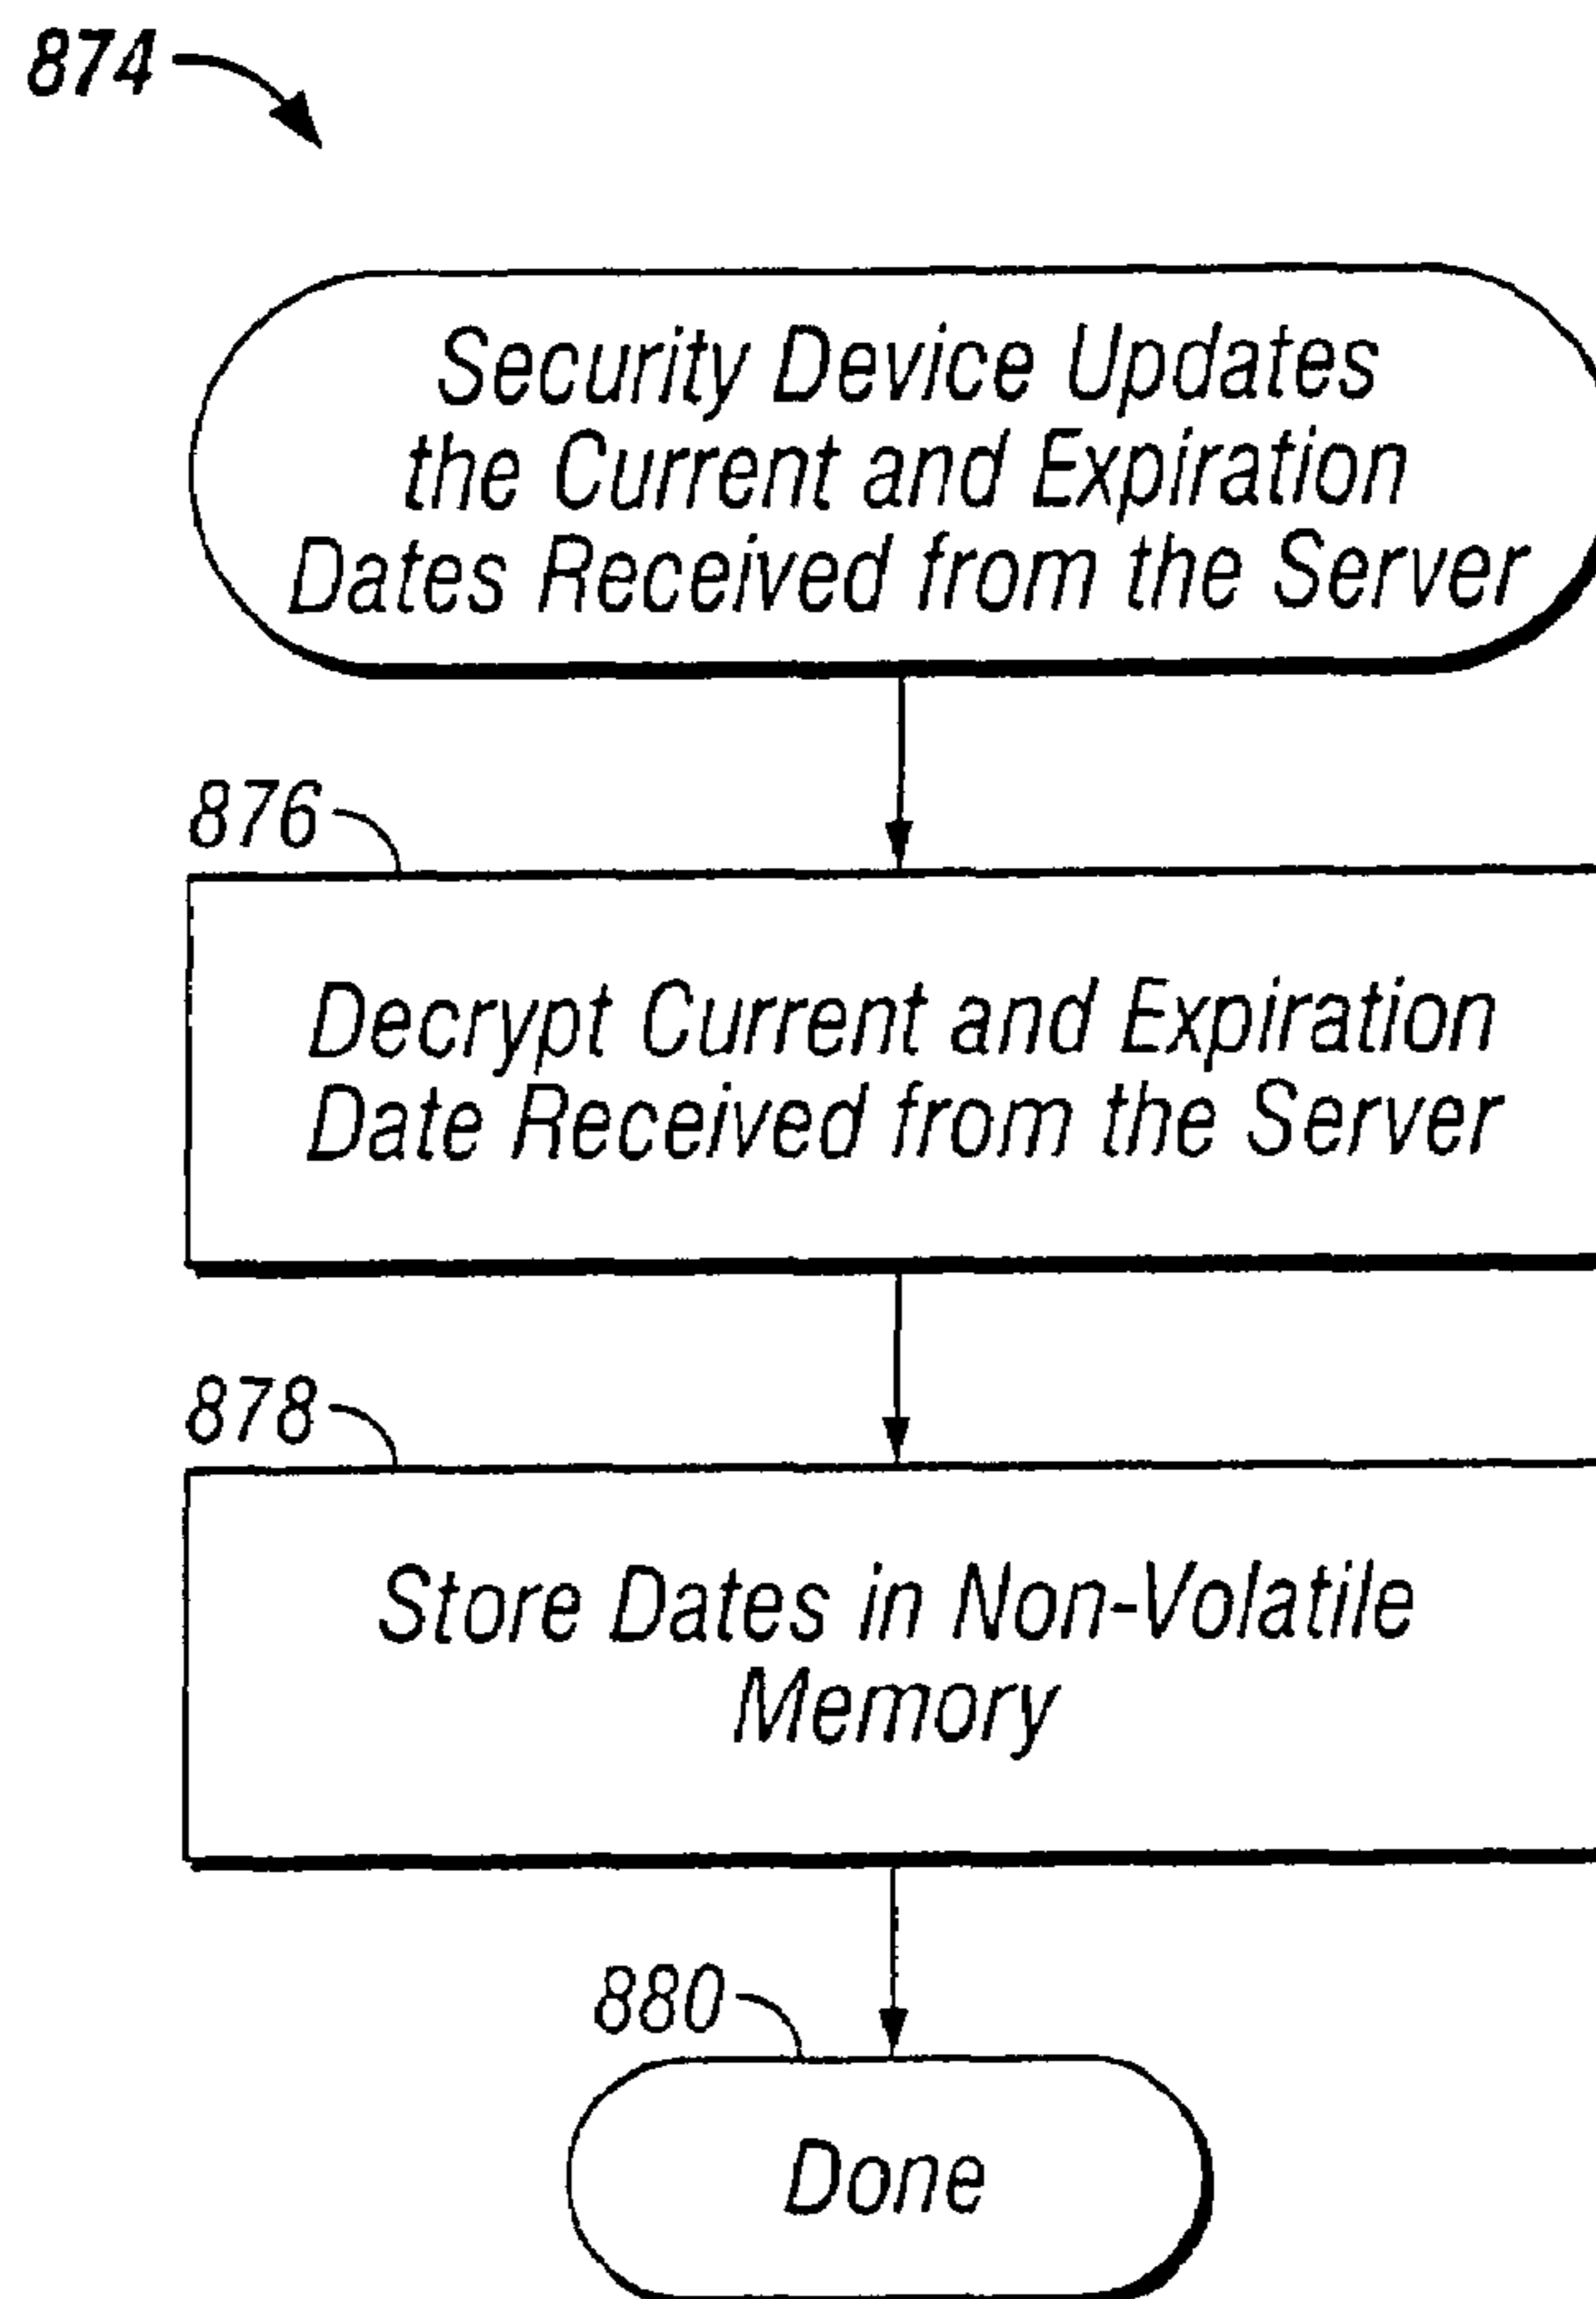 874
Security Device Updates
the Current and Expiration
Dates Received from the Server
876
Decrypt Current and Expiration
Date Received from the Server
878
Store Dates in Non-Volatile
Memory
880
Done